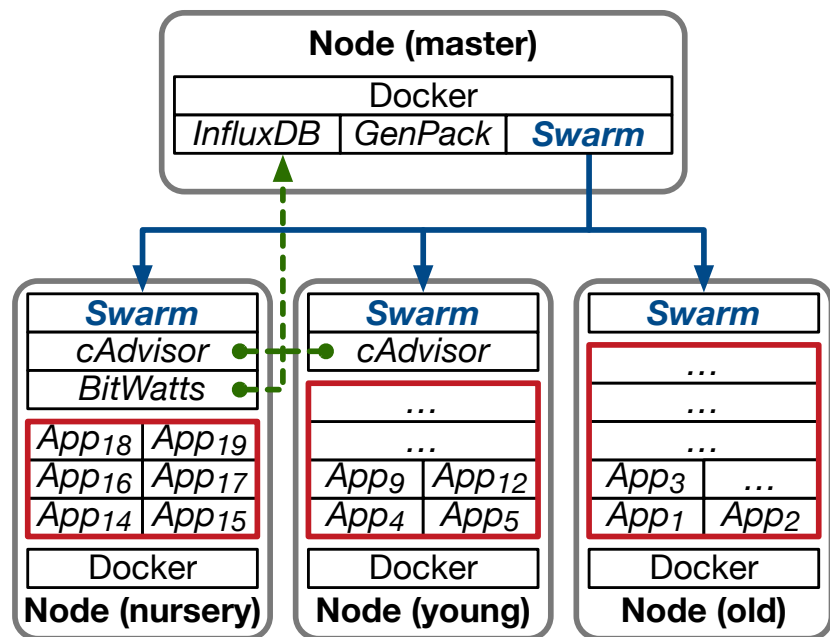 Node (master)
Docker
InfluxDB GenPack Swarm
Swarm
cAdvisor
BitWatts
App18 App19
App16 App17
App14 App15
Docker
Node (nursery)
Swarm
cAdvisor
...
...
App9 App12
App4 App5
Docker
Node (young)
Swarm
...
...
...
App3 ...
App1 App2
Docker
Node (old)